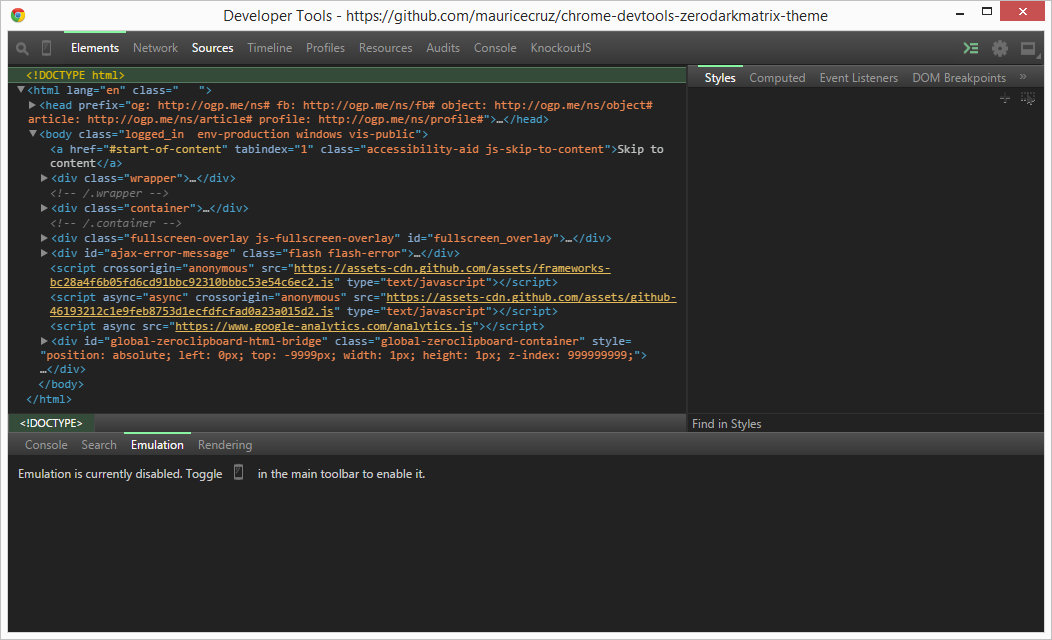 Developer Tools - https://github.com/mauricecruz/chrome-devtools-zerodarkmatrix-theme
Elements Network Sources Timeline Profiles Resources Audits Console KnockoutJS
<!DOCTYPE html>
<html lang="en" class="   ">
<head prefix="og: http://ogp.me/ns# fb: http://ogp.me/ns/fb# object: http://ogp.me/ns/object#
article: http://ogp.me/ns/article# profile: http://ogp.me/ns/profile#">…</head>
<body class="logged_in  env-production windows vis-public">
<a href="#start-of-content" tabindex="1" class="accessibility-aid js-skip-to-content">Skip to
content</a>
<div class="wrapper">…</div>
<!-- /.wrapper -->
<div class="container">…</div>
<!-- /.container -->
<div class="fullscreen-overlay js-fullscreen-overlay" id="fullscreen_overlay">…</div>
<div id="ajax-error-message" class="flash flash-error">…</div>
<script crossorigin="anonymous" src="https://assets-cdn.github.com/assets/frameworks-
bc28a4f6b05fd6cd91bbc92310bbbc53e54c6ec2.js" type="text/javascript"></script>
<script async="async" crossorigin="anonymous" src="https://assets-cdn.github.com/assets/github-
46193212c1e9feb8753d1ecfdfcfad0a23a015d2.js" type="text/javascript"></script>
<script async src="https://www.google-analytics.com/analytics.js"></script>
<div id="global-zeroclipboard-html-bridge" class="global-zeroclipboard-container" style=
"position: absolute; left: 0px; top: -9999px; width: 1px; height: 1px; z-index: 999999999;">
…</div>
</body>
</html>
<!DOCTYPE>
Styles Computed Event Listeners DOM Breakpoints »
Find in Styles
Console Search Emulation Rendering
Emulation is currently disabled. Toggle in the main toolbar to enable it.